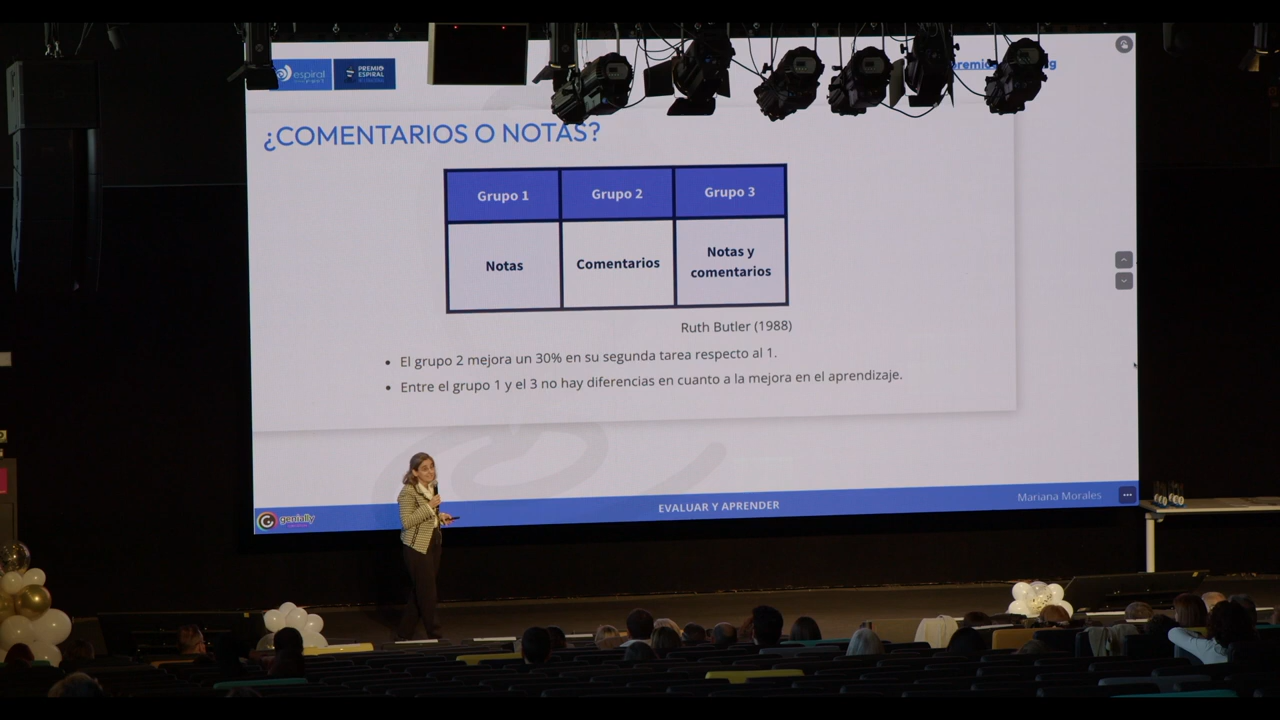 espiral
PREMIO
ESPIRAL
premio
g
¿COMENTARIOS O NOTAS?
Grupo 1 Grupo 2 Grupo 3
Notas Comentarios Notas y
comentarios
Ruth Butler (1988)
• El grupo 2 mejora un 30% en su segunda tarea respecto al 1.
• Entre el grupo 1 y el 3 no hay diferencias en cuanto a la mejora en el aprendizaje.
genially
EVALUAR Y APRENDER
Mariana Morales